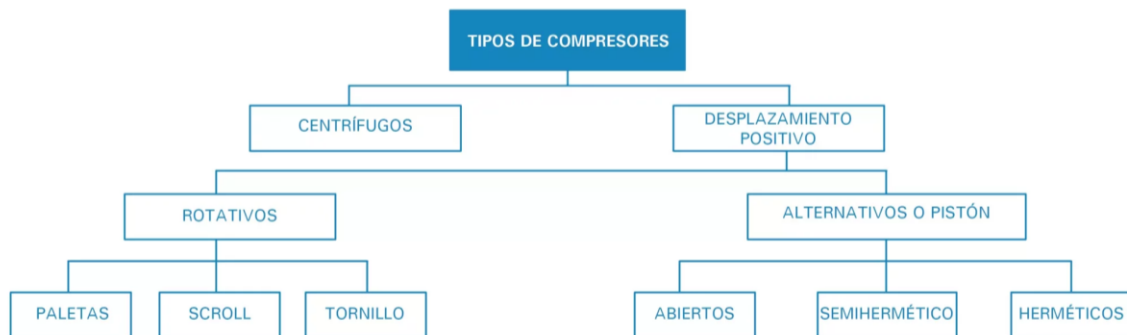 TIPOS DE COMPRESORES
CENTRÍFUGOS
DESPLAZAMIENTO
POSITIVO
ROTATIVOS
ALTERNATIVOS O PISTÓN
PALETAS
SCROLL
TORNILLO
ABIERTOS
SEMIHERMÉTICO
HERMÉTICOS